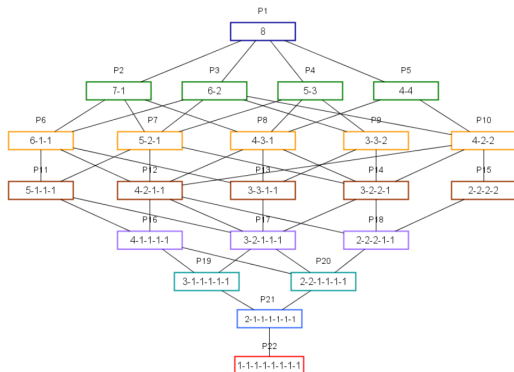 P1
8
P2 P3 P4 P5
7-1 6-2 5-3 4-4
P6 P7 P8 P9 P10
6-1-1 5-2-1 4-3-1 3-3-2 4-2-2
P11 P12 P13 P14 P15
5-1-1-1 4-2-1-1 3-3-1-1 3-2-2-1 2-2-2-2
P16 P17 P18
4-1-1-1-1 3-2-1-1-1 2-2-2-1-1
P19 P20
3-1-1-1-1-1 2-2-1-1-1-1
P21
2-1-1-1-1-1-1
P22
1-1-1-1-1-1-1-1